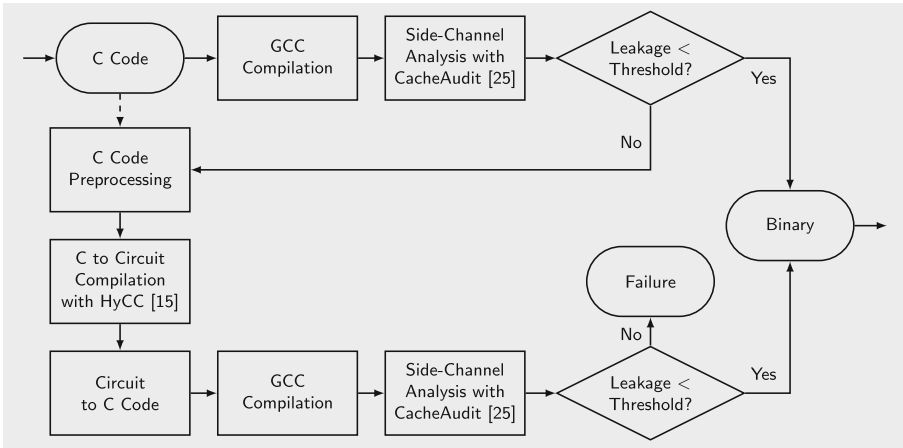 C Code
GCC
Compilation
Side-Channel
Analysis with
CacheAudit [25]
Leakage <
Threshold?
Yes
No
C Code
Preprocessing
Binary
C to Circuit
Compilation
with HyCC [15]
Failure
No
Circuit
to C Code
GCC
Compilation
Side-Channel
Analysis with
CacheAudit [25]
Leakage <
Threshold?
Yes